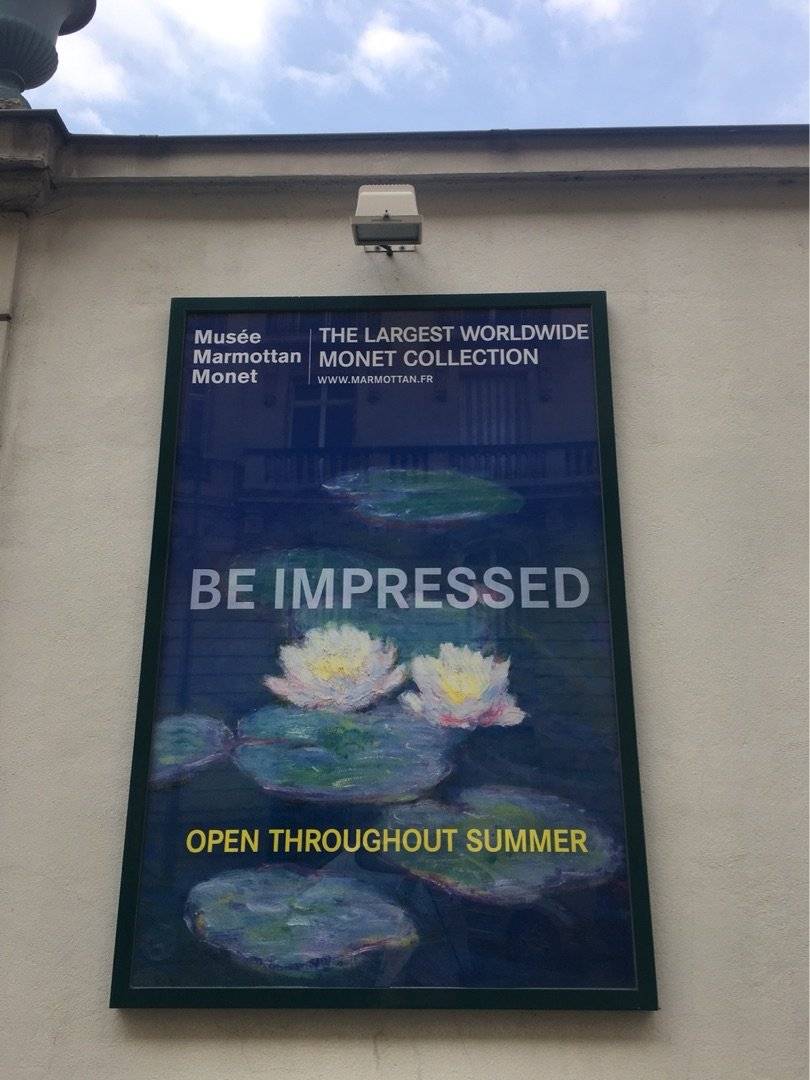 Musée
Marmottan
Monet
THE LARGEST WORLDWIDE
MONET COLLECTION
WWW.MARMOTTAN.FR
BE IMPRESSED
OPEN THROUGHOUT SUMMER